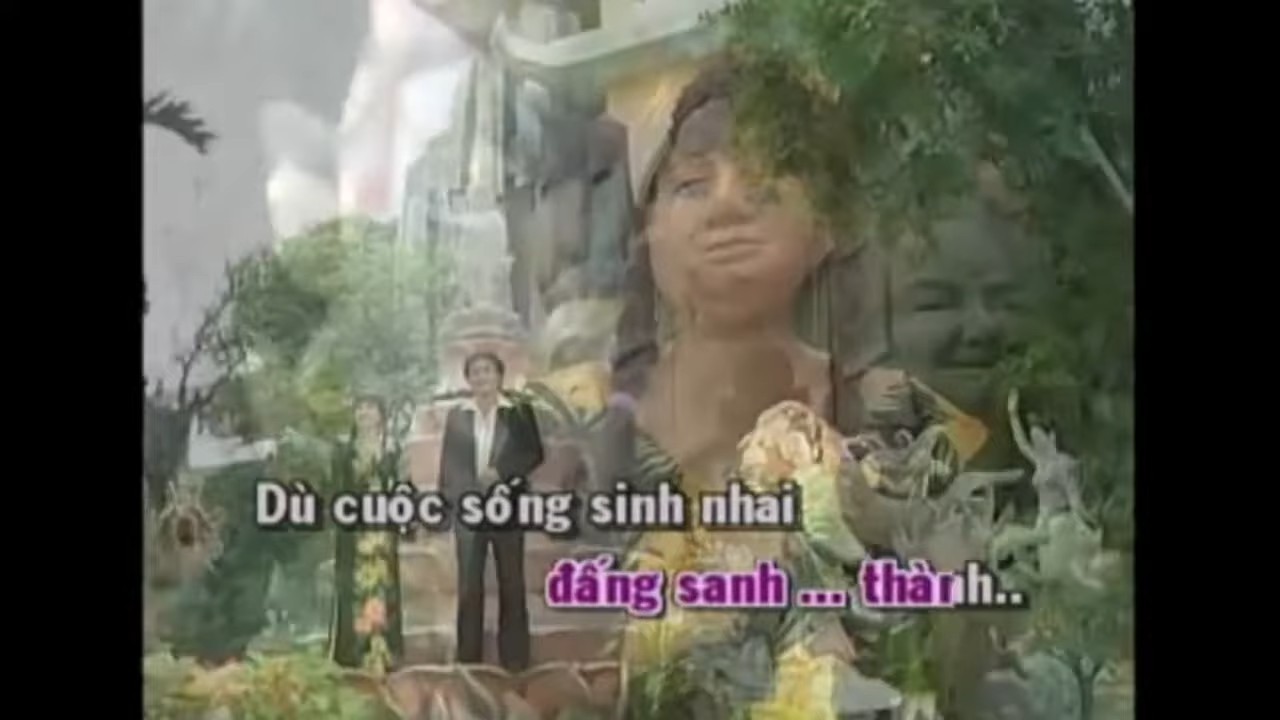 Dù cuộc sống sinh nhai
đấng sanh ... thành..